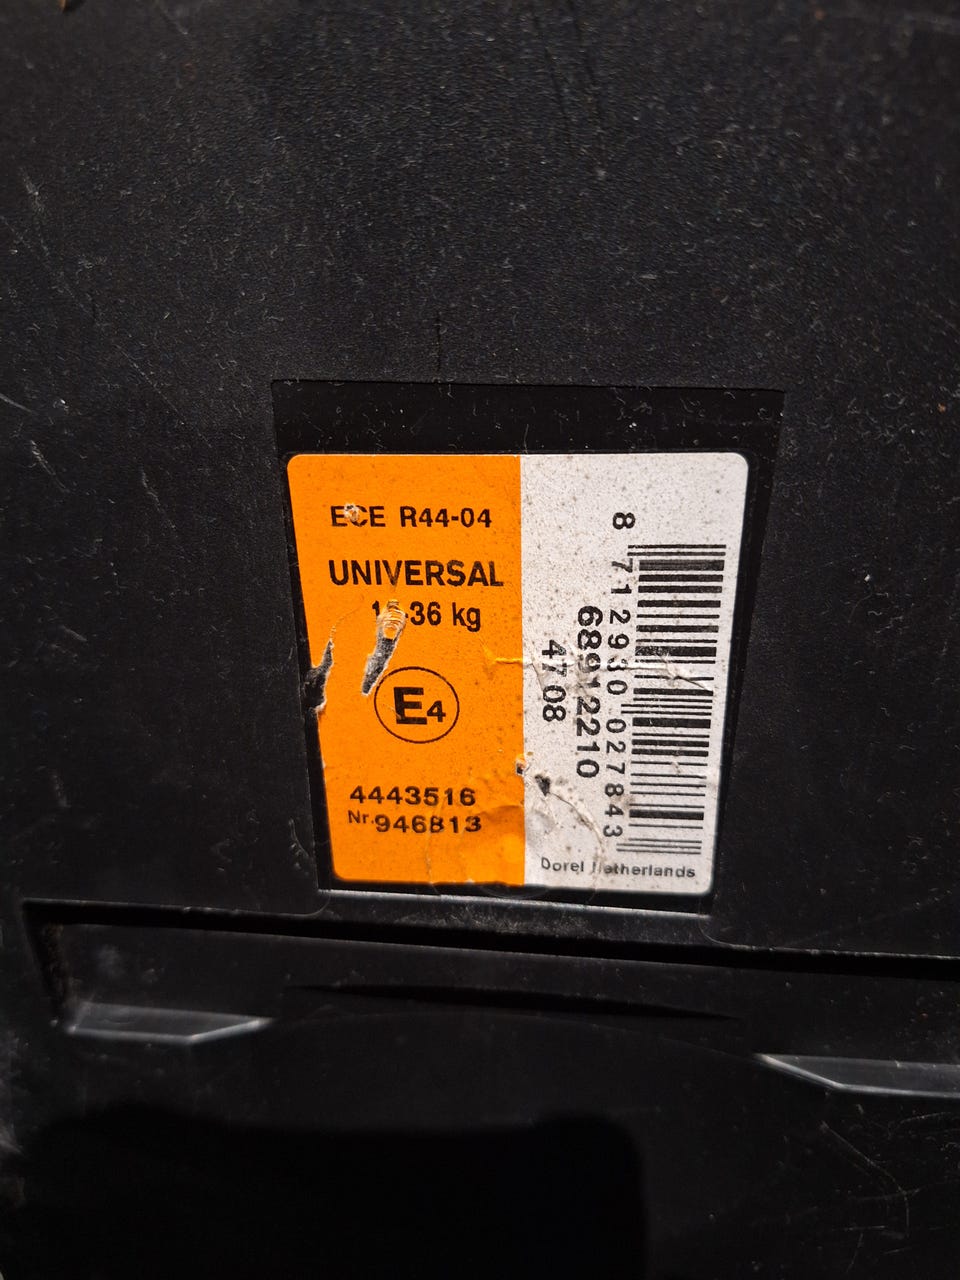 ECE R44-04
UNIVERSAL
-36 kg
E4
4443516
Nr. 946813
8 712930 027843
68912210
47 08
Dorel Netherlands